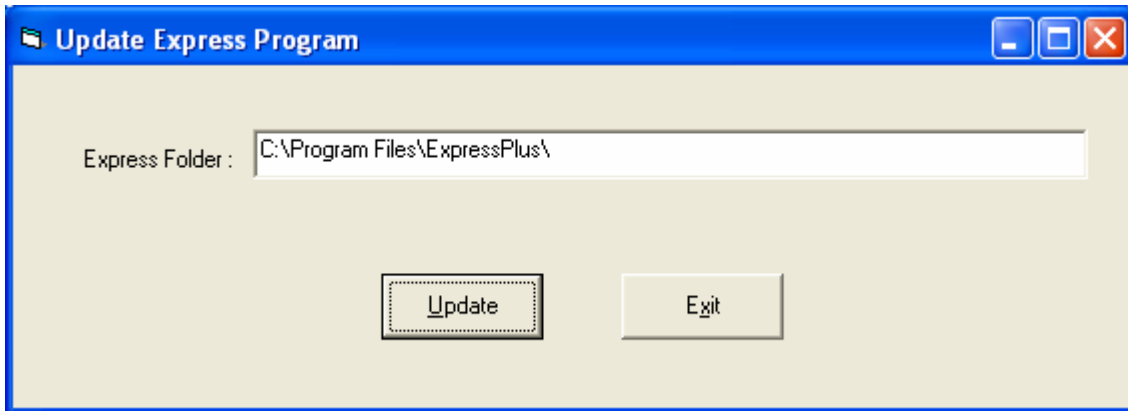 Update Express Program
Express Folder : C:\Program Files\ExpressPlus\
Update Exit